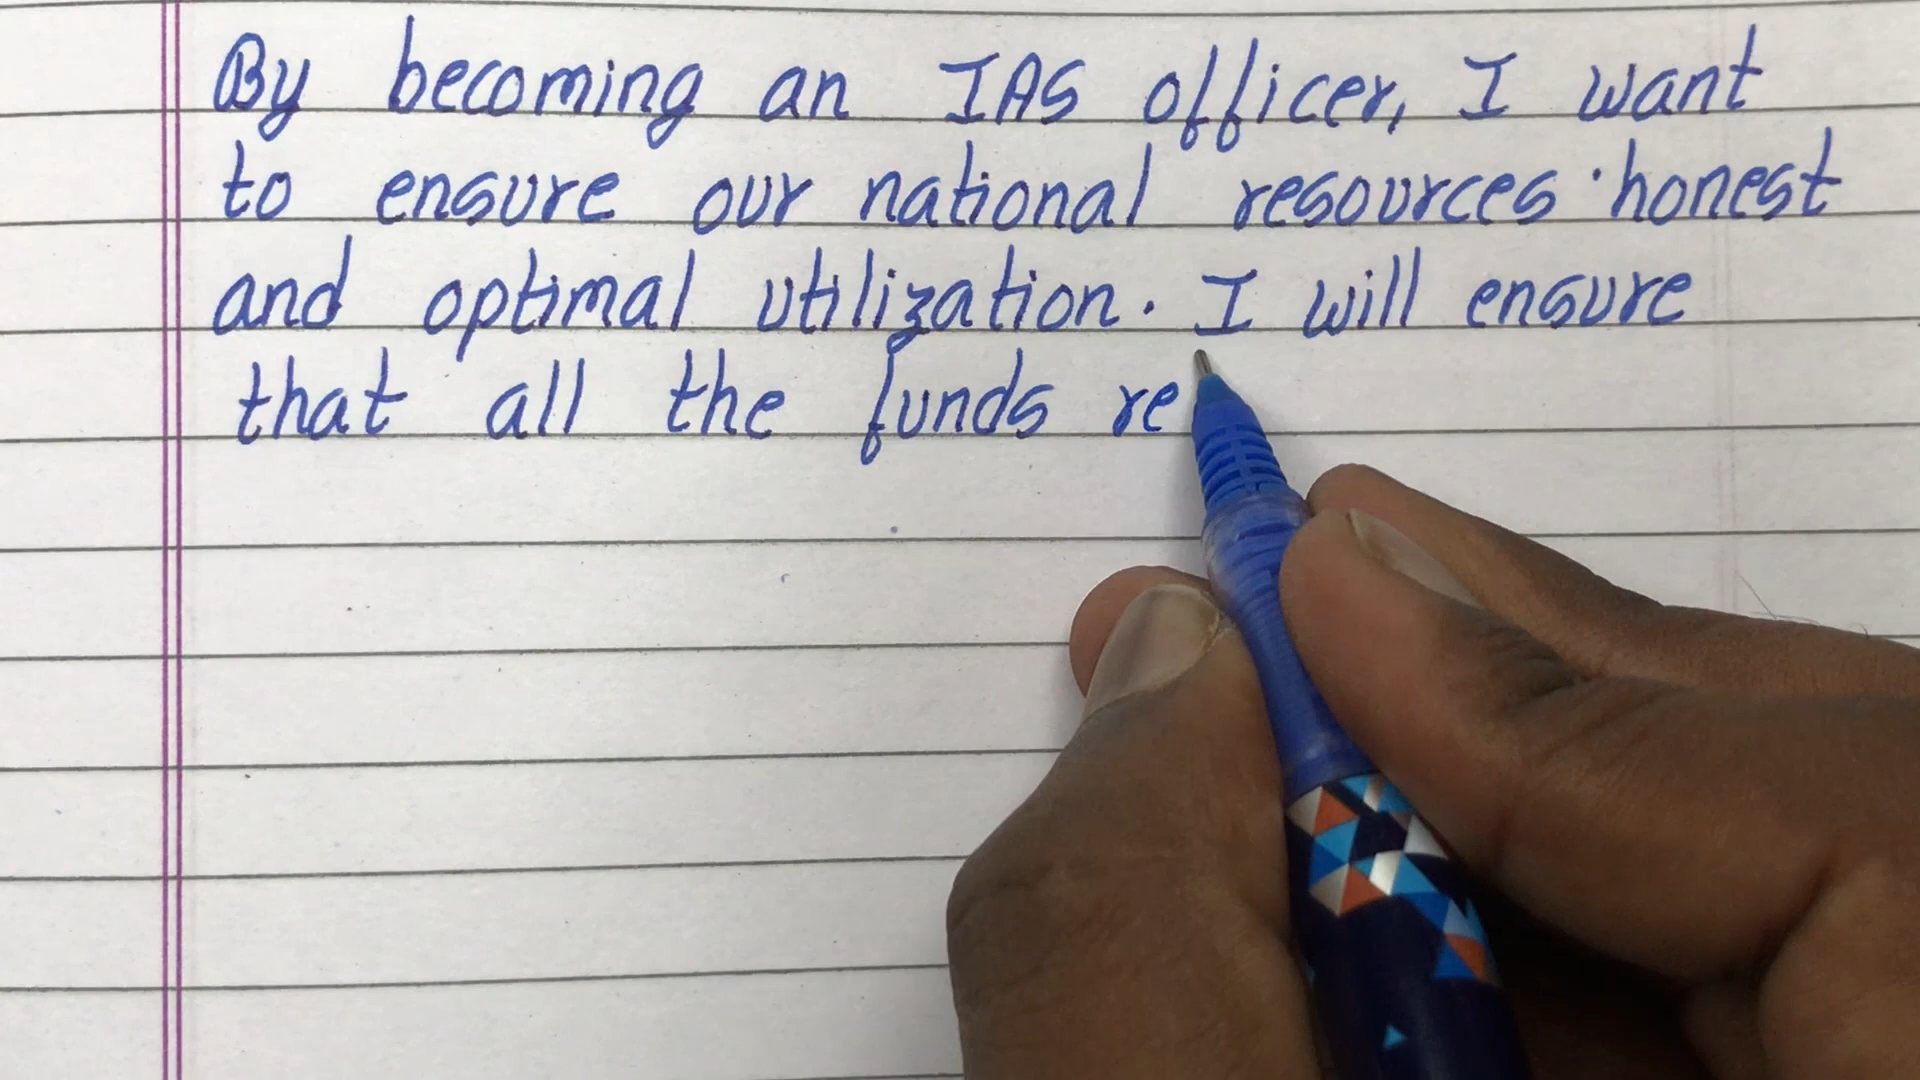 By becoming an IAS officer, I want
to ensure our national resources' honest
and optimal utilization. I will ensure
that all the funds re